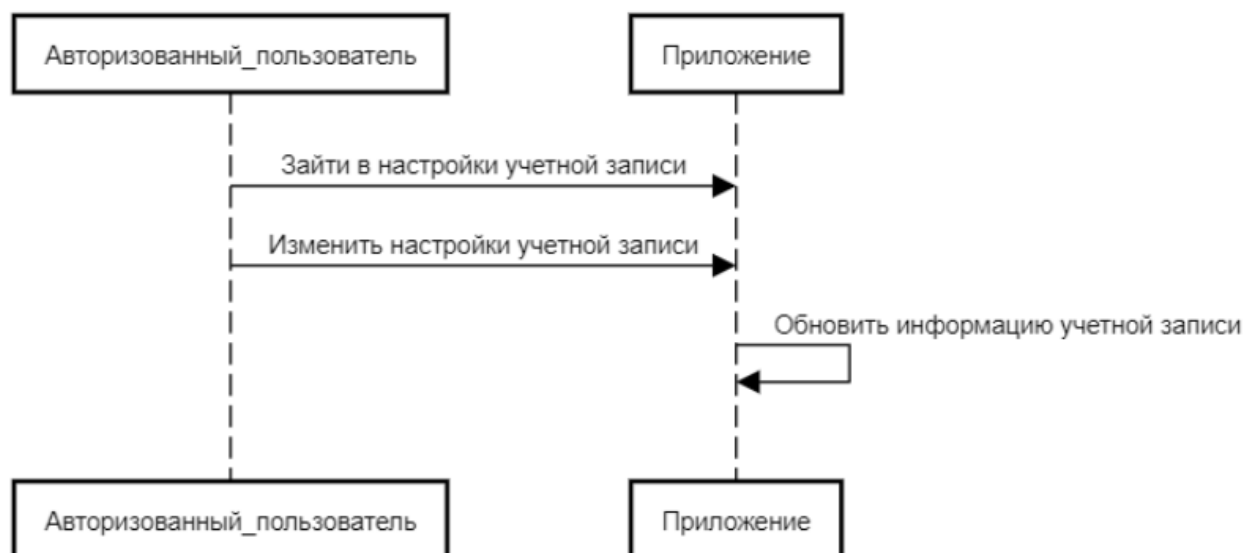 Авторизованный_пользователь
Приложение
Зайти в настройки учетной записи
Изменить настройки учетной записи
Обновить информацию учетной записи
Авторизованный_пользователь
Приложение